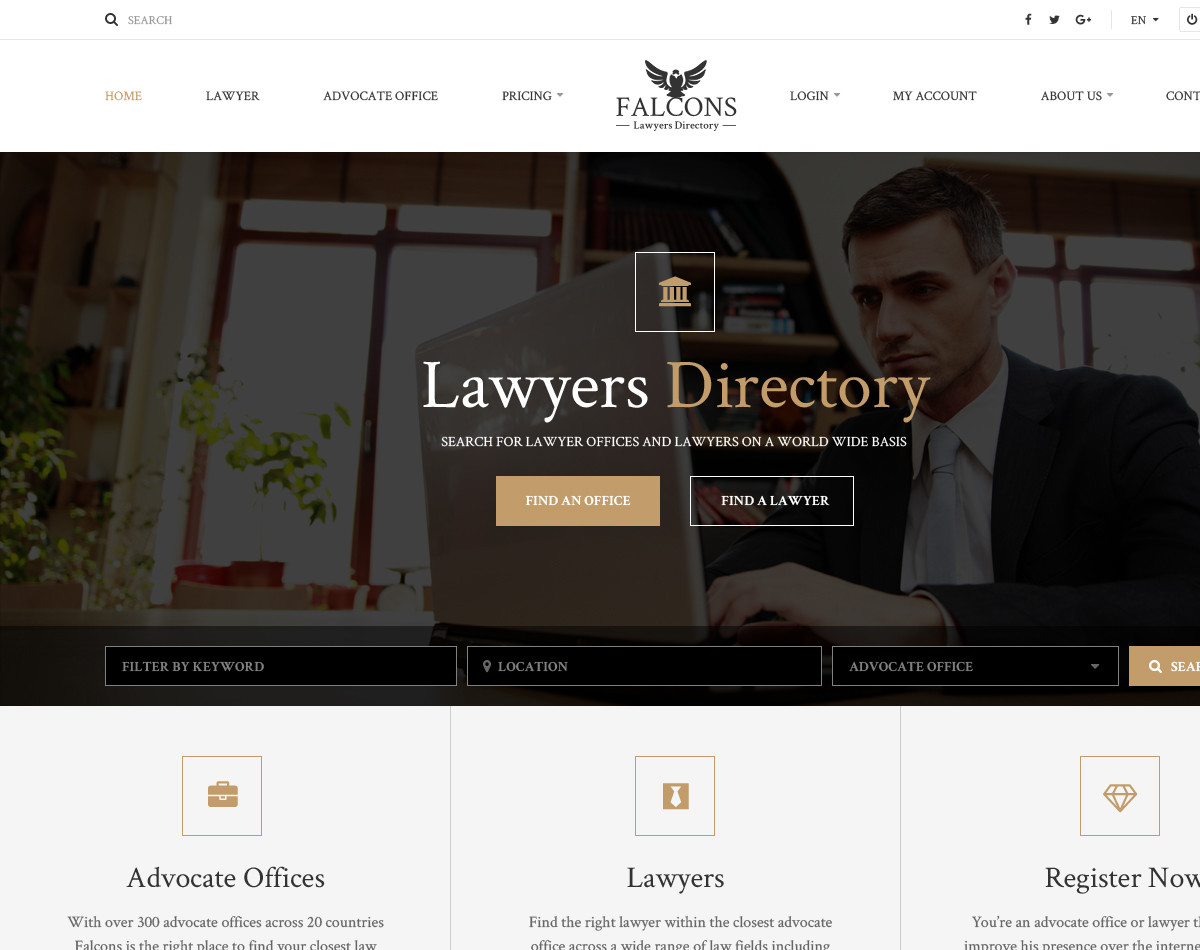 SEARCH
EN
HOME
LAWYER
ADVOCATE OFFICE
PRICING
FALCONS
Lawyers Directory
LOGIN
MY ACCOUNT
ABOUT US
CONT
Lawyers Directory
SEARCH FOR LAWYER OFFICES AND LAWYERS ON A WORLD WIDE BASIS
FIND AN OFFICE
FIND A LAWYER
FILTER BY KEYWORD
LOCATION
ADVOCATE OFFICE
SEAR
Advocate Offices
With over 300 advocate offices across 20 countries
Falcons is the right place to find your closest law
Lawyers
Find the right lawyer within the closest advocate
office across a wide range of law fields including
Register Now
You’re an advocate office or lawyer t
improve his presence over the interne